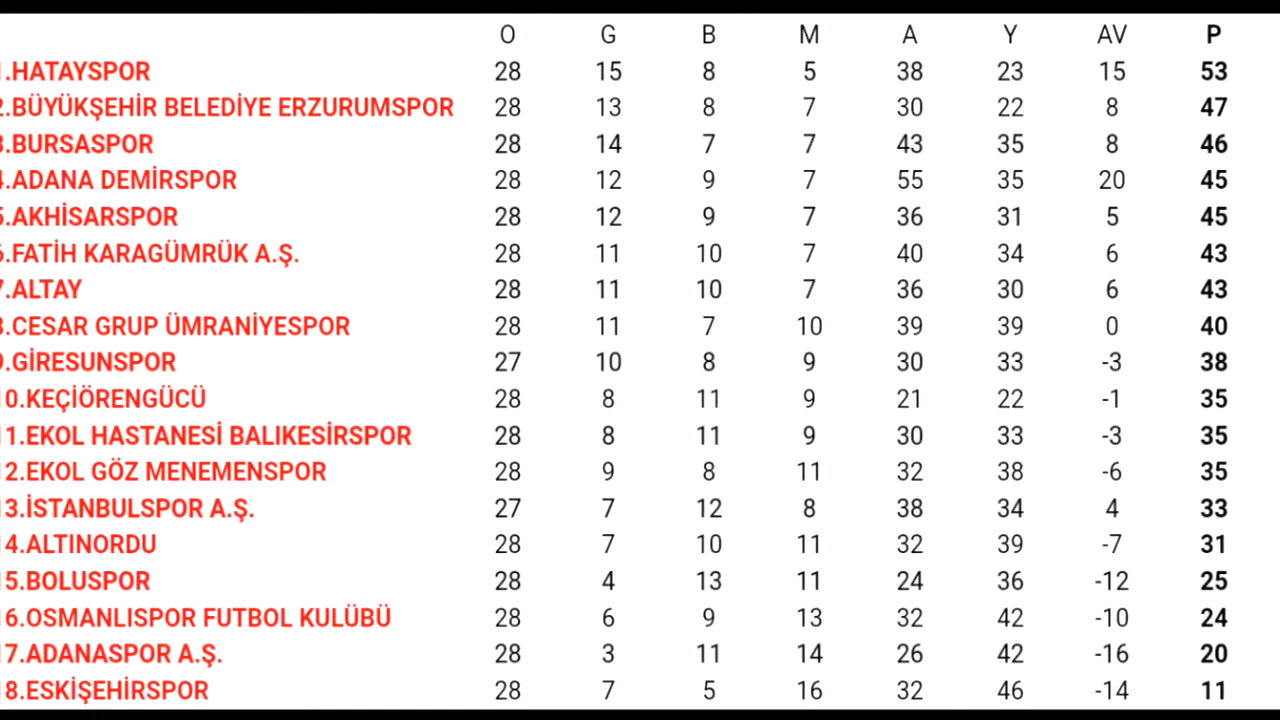 O G B M A Y AV P
1.HATAYSPOR 28 15 8 5 38 23 15 53
2.BÜYÜKŞEHİR BELEDİYE ERZURUMSPOR 28 13 8 7 30 22 8 47
3.BURSASPOR 28 14 7 7 43 35 8 46
4.ADANA DEMİRSPOR 28 12 9 7 55 35 20 45
5.AKHİSARSPOR 28 12 9 7 36 31 5 45
6.FATİH KARAGÜMRÜK A.Ş. 28 11 10 7 40 34 6 43
7.ALTAY 28 11 10 7 36 30 6 43
8.CESAR GRUP ÜMRANİYESPOR 28 11 7 10 39 39 0 40
9.GİRESUNSPOR 27 10 8 9 30 33 -3 38
10.KEÇİÖRENGÜCÜ 28 8 11 9 21 22 -1 35
11.EKOL HASTANESİ BALIKESİRSPOR 28 8 11 9 30 33 -3 35
12.EKOL GÖZ MENEMENSPOR 28 9 8 11 32 38 -6 35
13.İSTANBULSPOR A.Ş. 27 7 12 8 38 34 4 33
14.ALTINORDU 28 7 10 11 32 39 -7 31
15.BOLUSPOR 28 4 13 11 24 36 -12 25
16.OSMANLISPOR FUTBOL KULÜBÜ 28 6 9 13 32 42 -10 24
17.ADANASPOR A.Ş. 28 3 11 14 26 42 -16 20
18.ESKİŞEHİRSPOR 28 7 5 16 32 46 -14 11